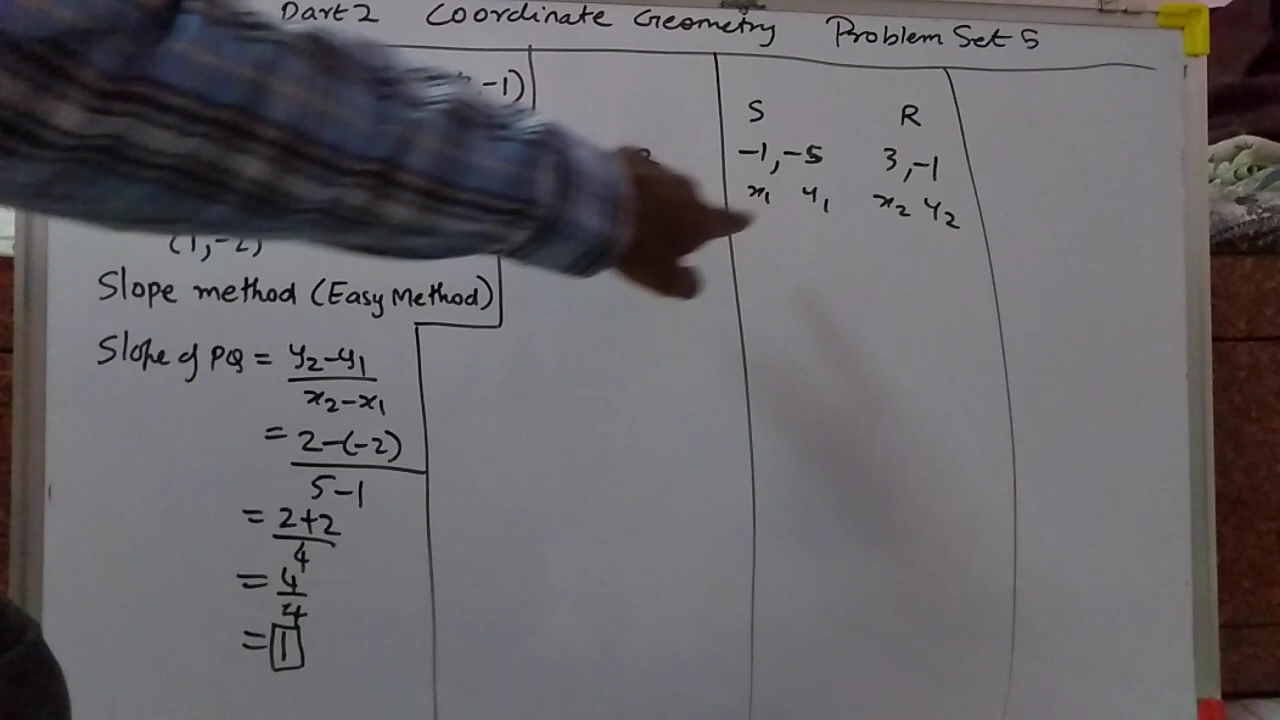 Part 2 Coordinate Geometry Problem Set 5
-1)
(1,-2)
Slope method (Easy Method)
Slope of PQ = y2-y1
x2-x1
= 2-(-2)
5-1
= 2+2
4
= 4
4
= 1
S R
-1,-5 3,-1
x1 y1 x2 y2